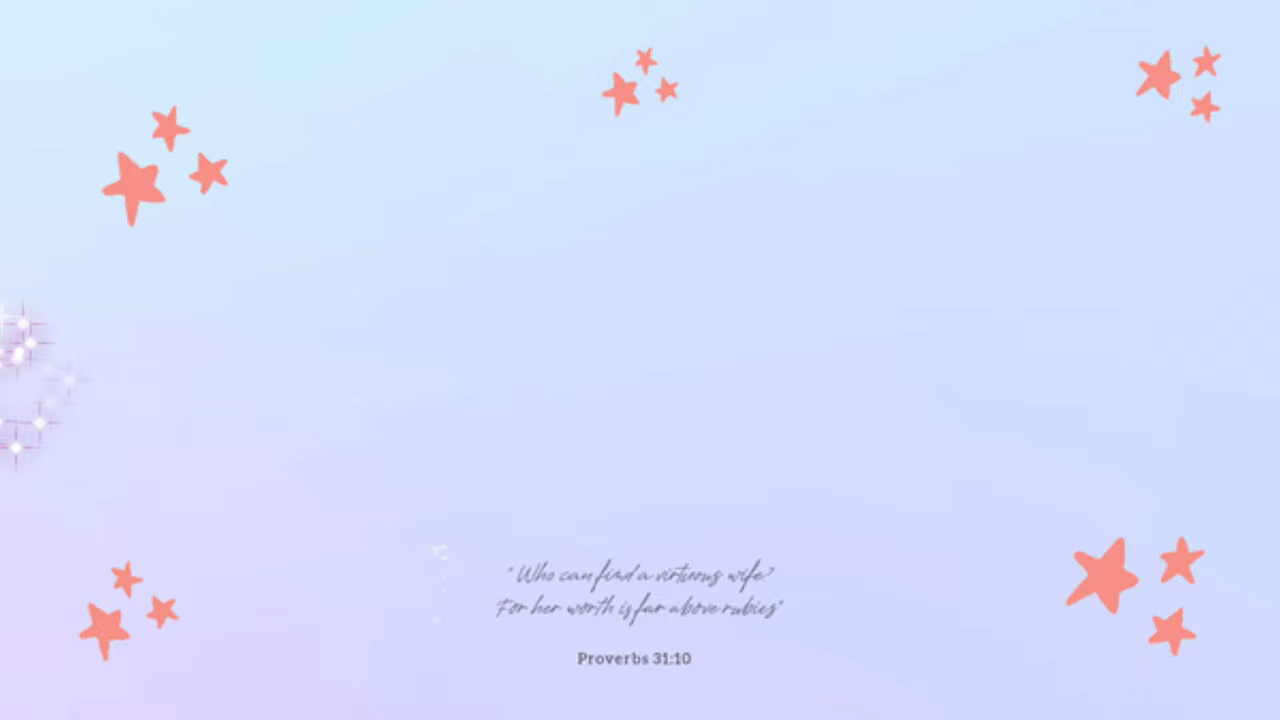 " Who can find a virtuous wife?
For her worth is far above rubies"
Proverbs 31:10